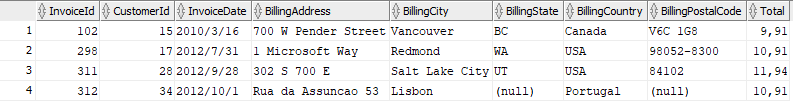 InvoiceId CustomerId InvoiceDate BillingAddress BillingCity BillingState BillingCountry BillingPostalCode Total
1 102 15 2010/3/16 700 W Pender Street Vancouver BC Canada V6C 1G8 9,91
2 298 17 2012/7/31 1 Microsoft Way Redmond WA USA 98052-8300 10,91
3 311 28 2012/9/28 302 S 700 E Salt Lake City UT USA 84102 11,94
4 312 34 2012/10/1 Rua da Assuncao 53 Lisbon (null) Portugal (null) 10,91